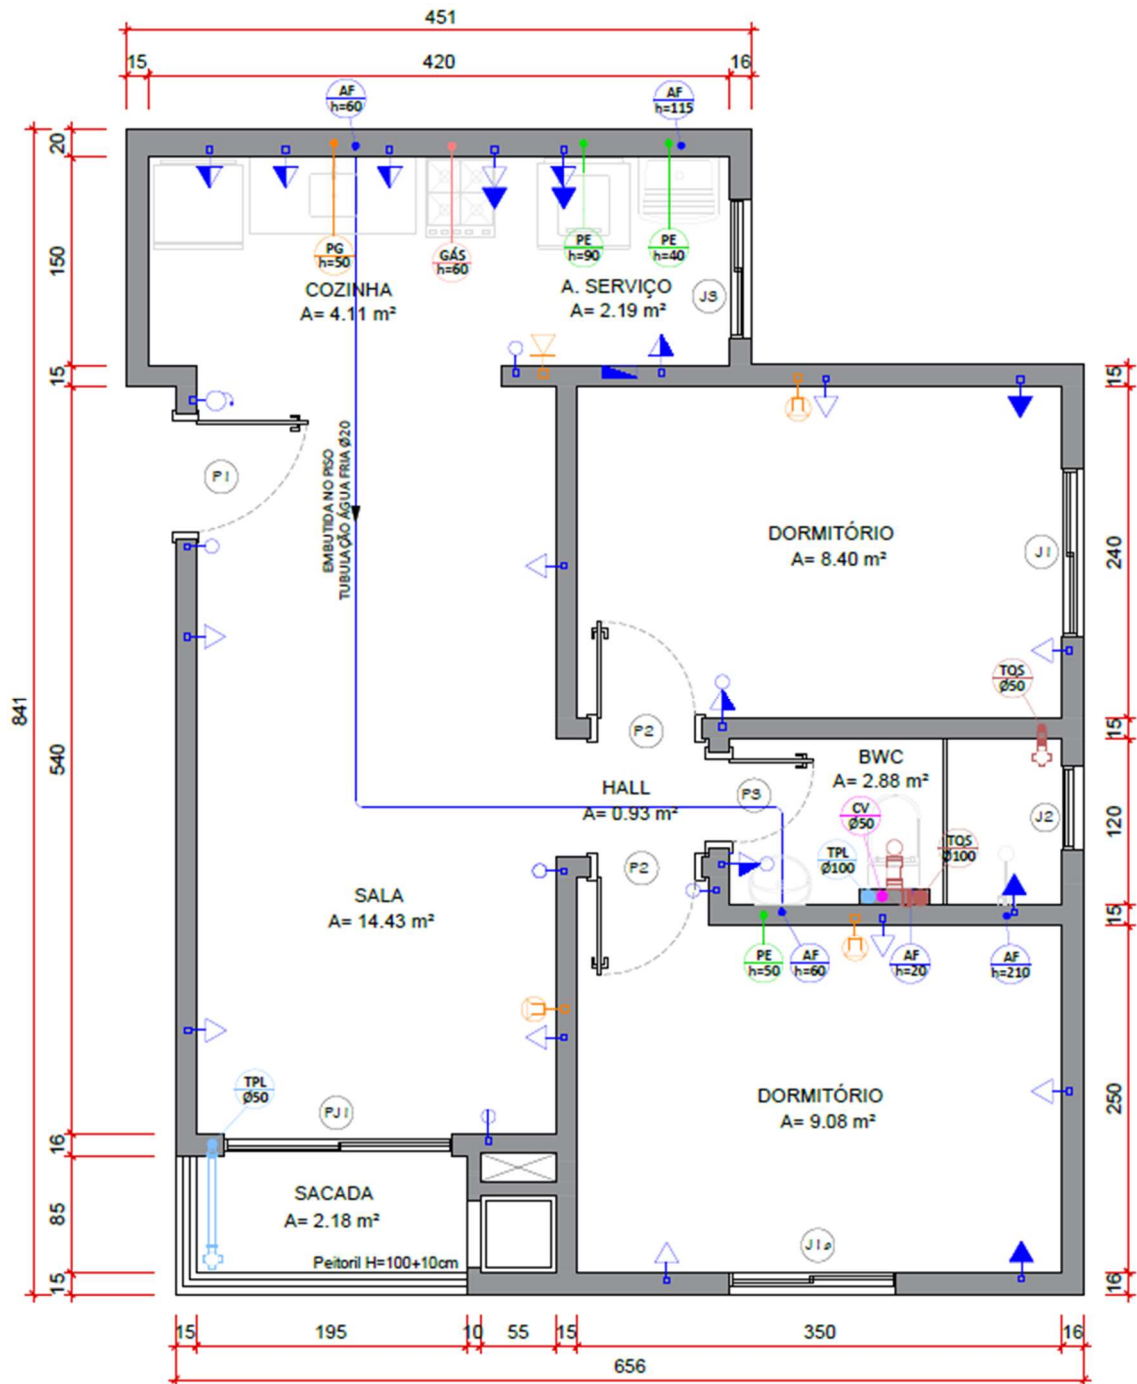 451
15 420 16
AF
h=60
AF
h=115
20
150
15
540
841
16
85
15
PG
h=50
GÁS
h=60
PE
h=90
PE
h=40
COZINHA
A= 4.11 m²
A. SERVIÇO
A= 2.19 m²
J3
15
P1
EMBUTIDA NO PISO
TUBULAÇÃO ÁGUA FRIA Ø20
DORMITÓRIO
A= 8.40 m²
J1
240
TQS
Ø50
P2
15
BWC
A= 2.88 m²
HALL
A= 0.93 m²
P3
CV
Ø50
TPL
Ø100
TQS
Ø100
J2
120
P2
SALA
A= 14.43 m²
15
PE
h=50
AF
h=60
AF
h=20
AF
h=210
TPL
Ø50
PJ1
DORMITÓRIO
A= 9.08 m²
250
SACADA
A= 2.18 m²
Peitoril H=100+10cm
J1a
16
15 195 10 55 15 350 16
656